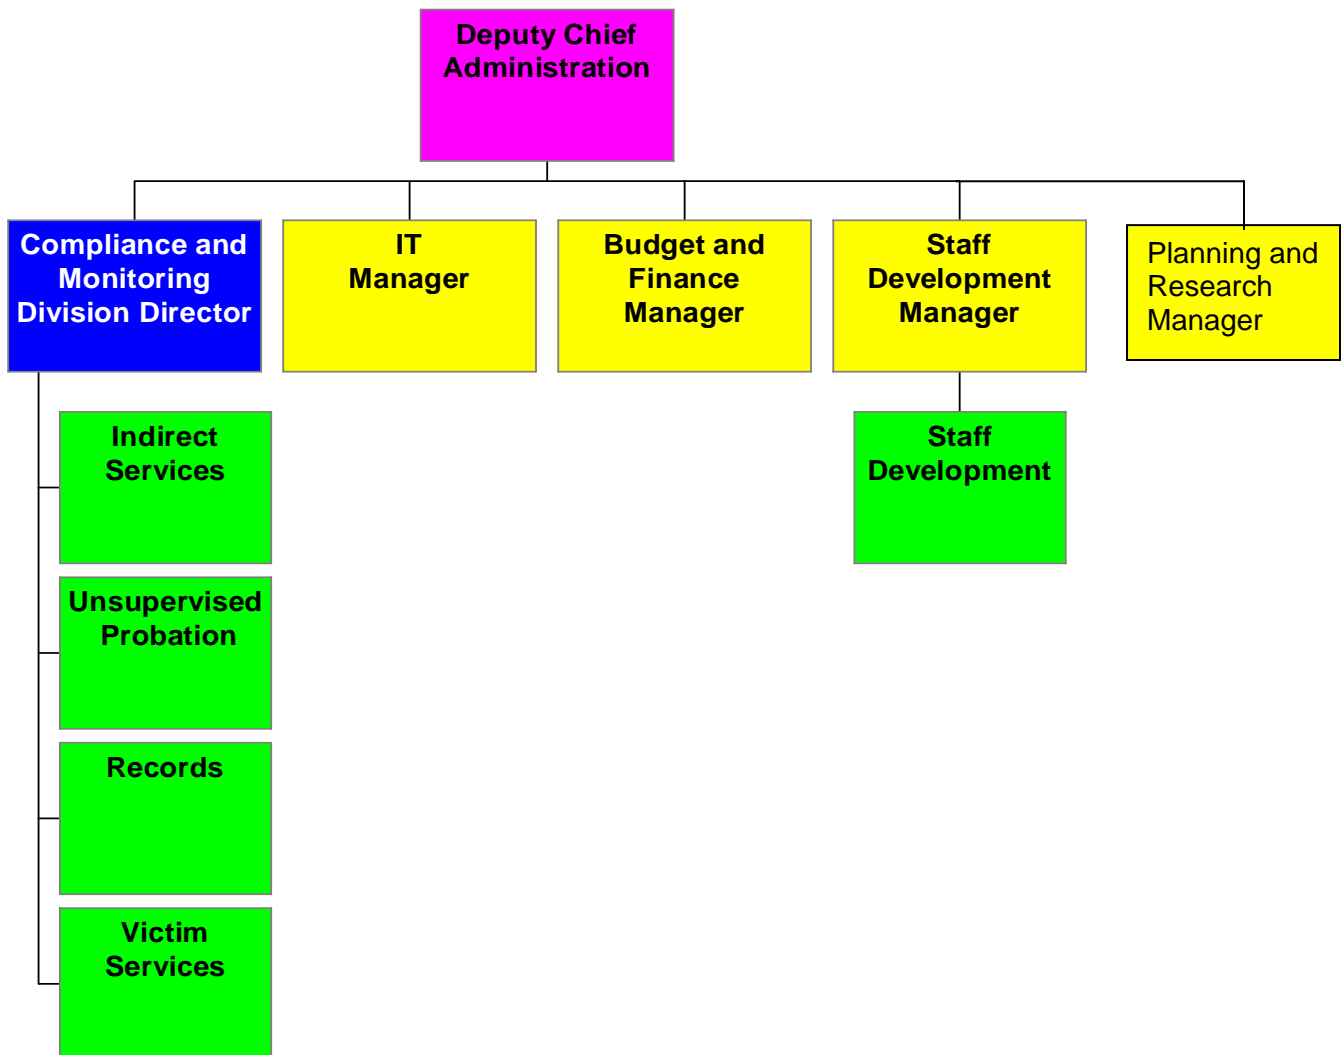 Deputy Chief
Administration
Compliance and
Monitoring
Division Director
IT
Manager
Budget and
Finance
Manager
Staff
Development
Manager
Planning and
Research
Manager
Indirect
Services
Staff
Development
Unsupervised
Probation
Records
Victim
Services